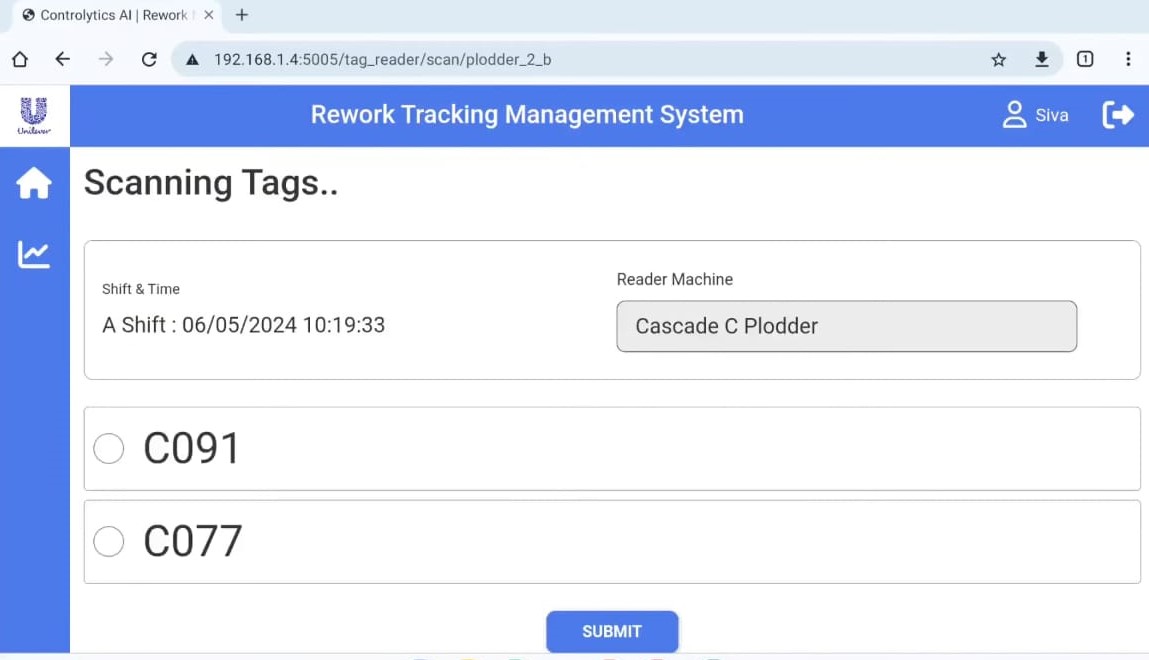 Controlytics AI | Rework
192.168.1.4:5005/tag_reader/scan/plodder_2_b
1
Unilever
Rework Tracking Management System
Siva
Scanning Tags..
Shift & Time
A Shift : 06/05/2024 10:19:33
Reader Machine
Cascade C Plodder
C091
C077
SUBMIT